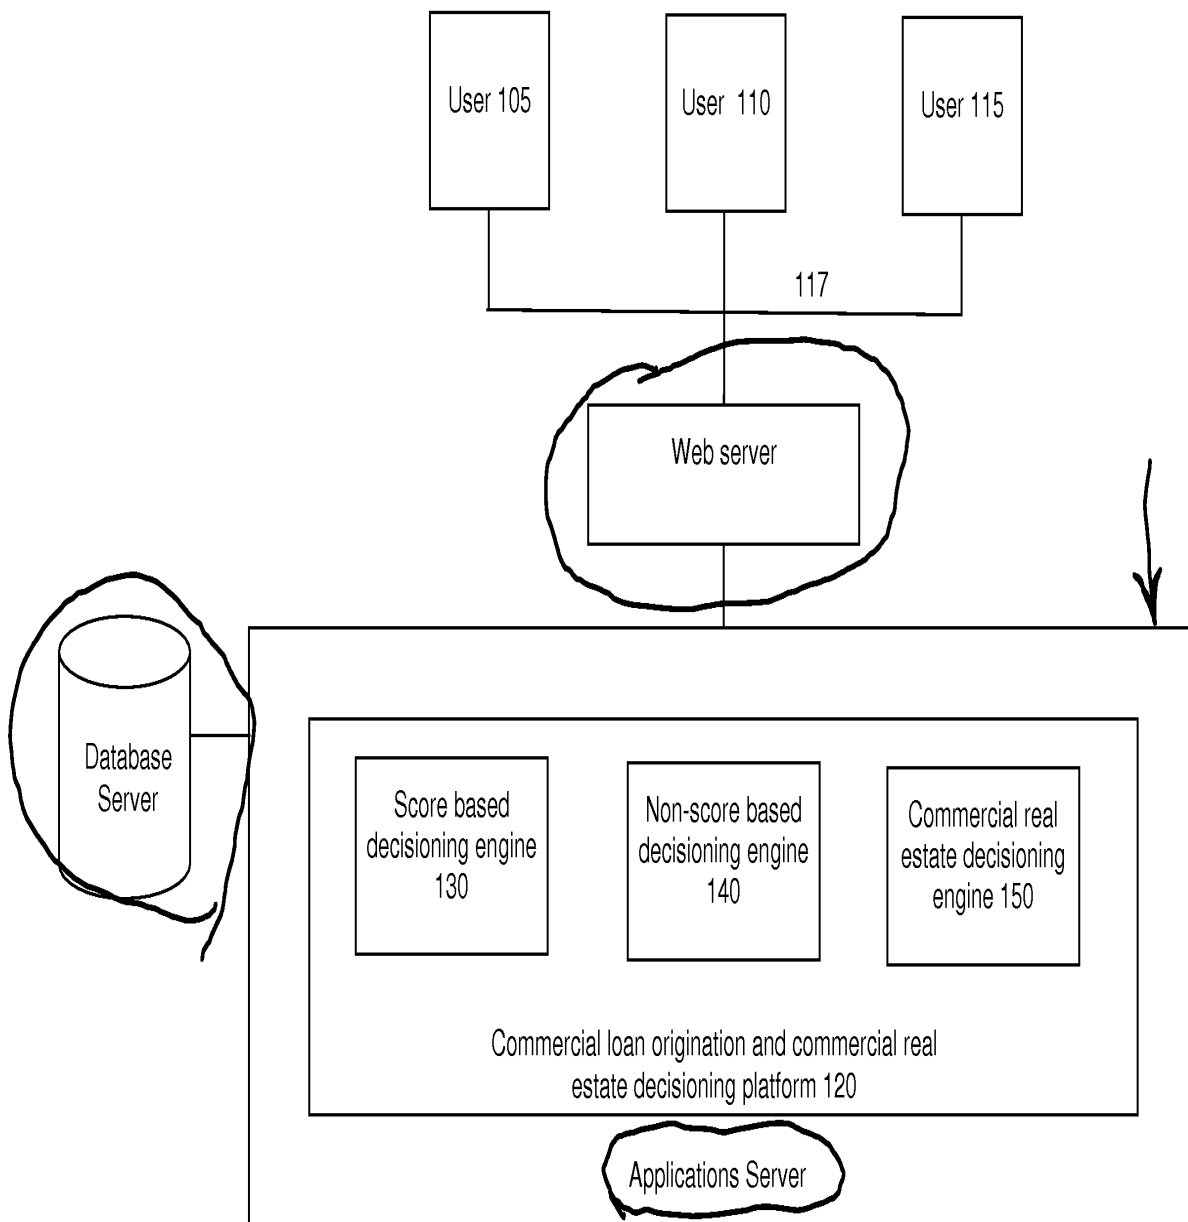 User 105
User 110
User 115
117
Web server
Database
Server
Score based
decisioning engine
130
Non-score based
decisioning engine
140
Commercial real
estate decisioning
engine 150
Commercial loan origination and commercial real
estate decisioning platform 120
Applications Server